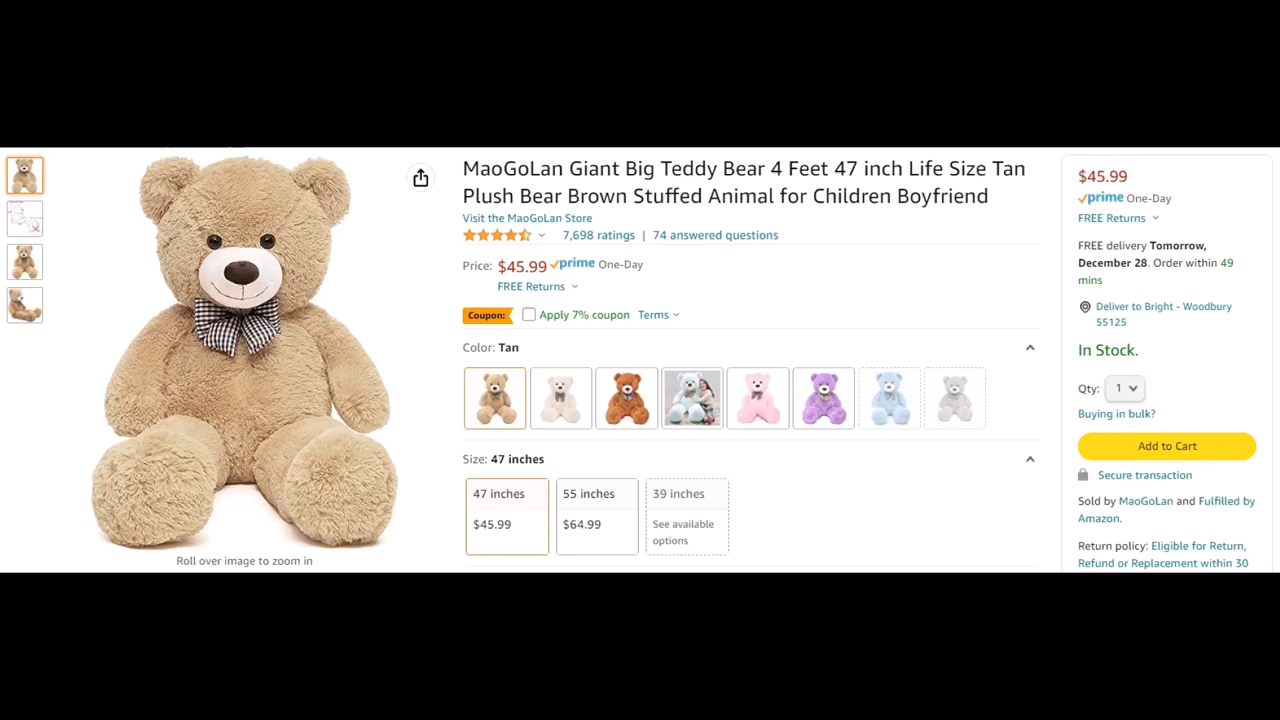 MaoGoLan Giant Big Teddy Bear 4 Feet 47 inch Life Size Tan
Plush Bear Brown Stuffed Animal for Children Boyfriend
Visit the MaoGoLan Store
7,698 ratings | 74 answered questions
Price: $45.99 prime One-Day
FREE Returns
Coupon: Apply 7% coupon Terms
Color: Tan
Size: 47 inches
47 inches
$45.99
55 inches
$64.99
39 inches
See available
options
Roll over image to zoom in
$45.99
prime One-Day
FREE Returns
FREE delivery Tomorrow,
December 28. Order within 49
mins
Deliver to Bright - Woodbury
55125
In Stock.
Qty: 1
Buying in bulk?
Add to Cart
Secure transaction
Sold by MaoGoLan and Fulfilled by
Amazon.
Return policy: Eligible for Return,
Refund or Replacement within 30